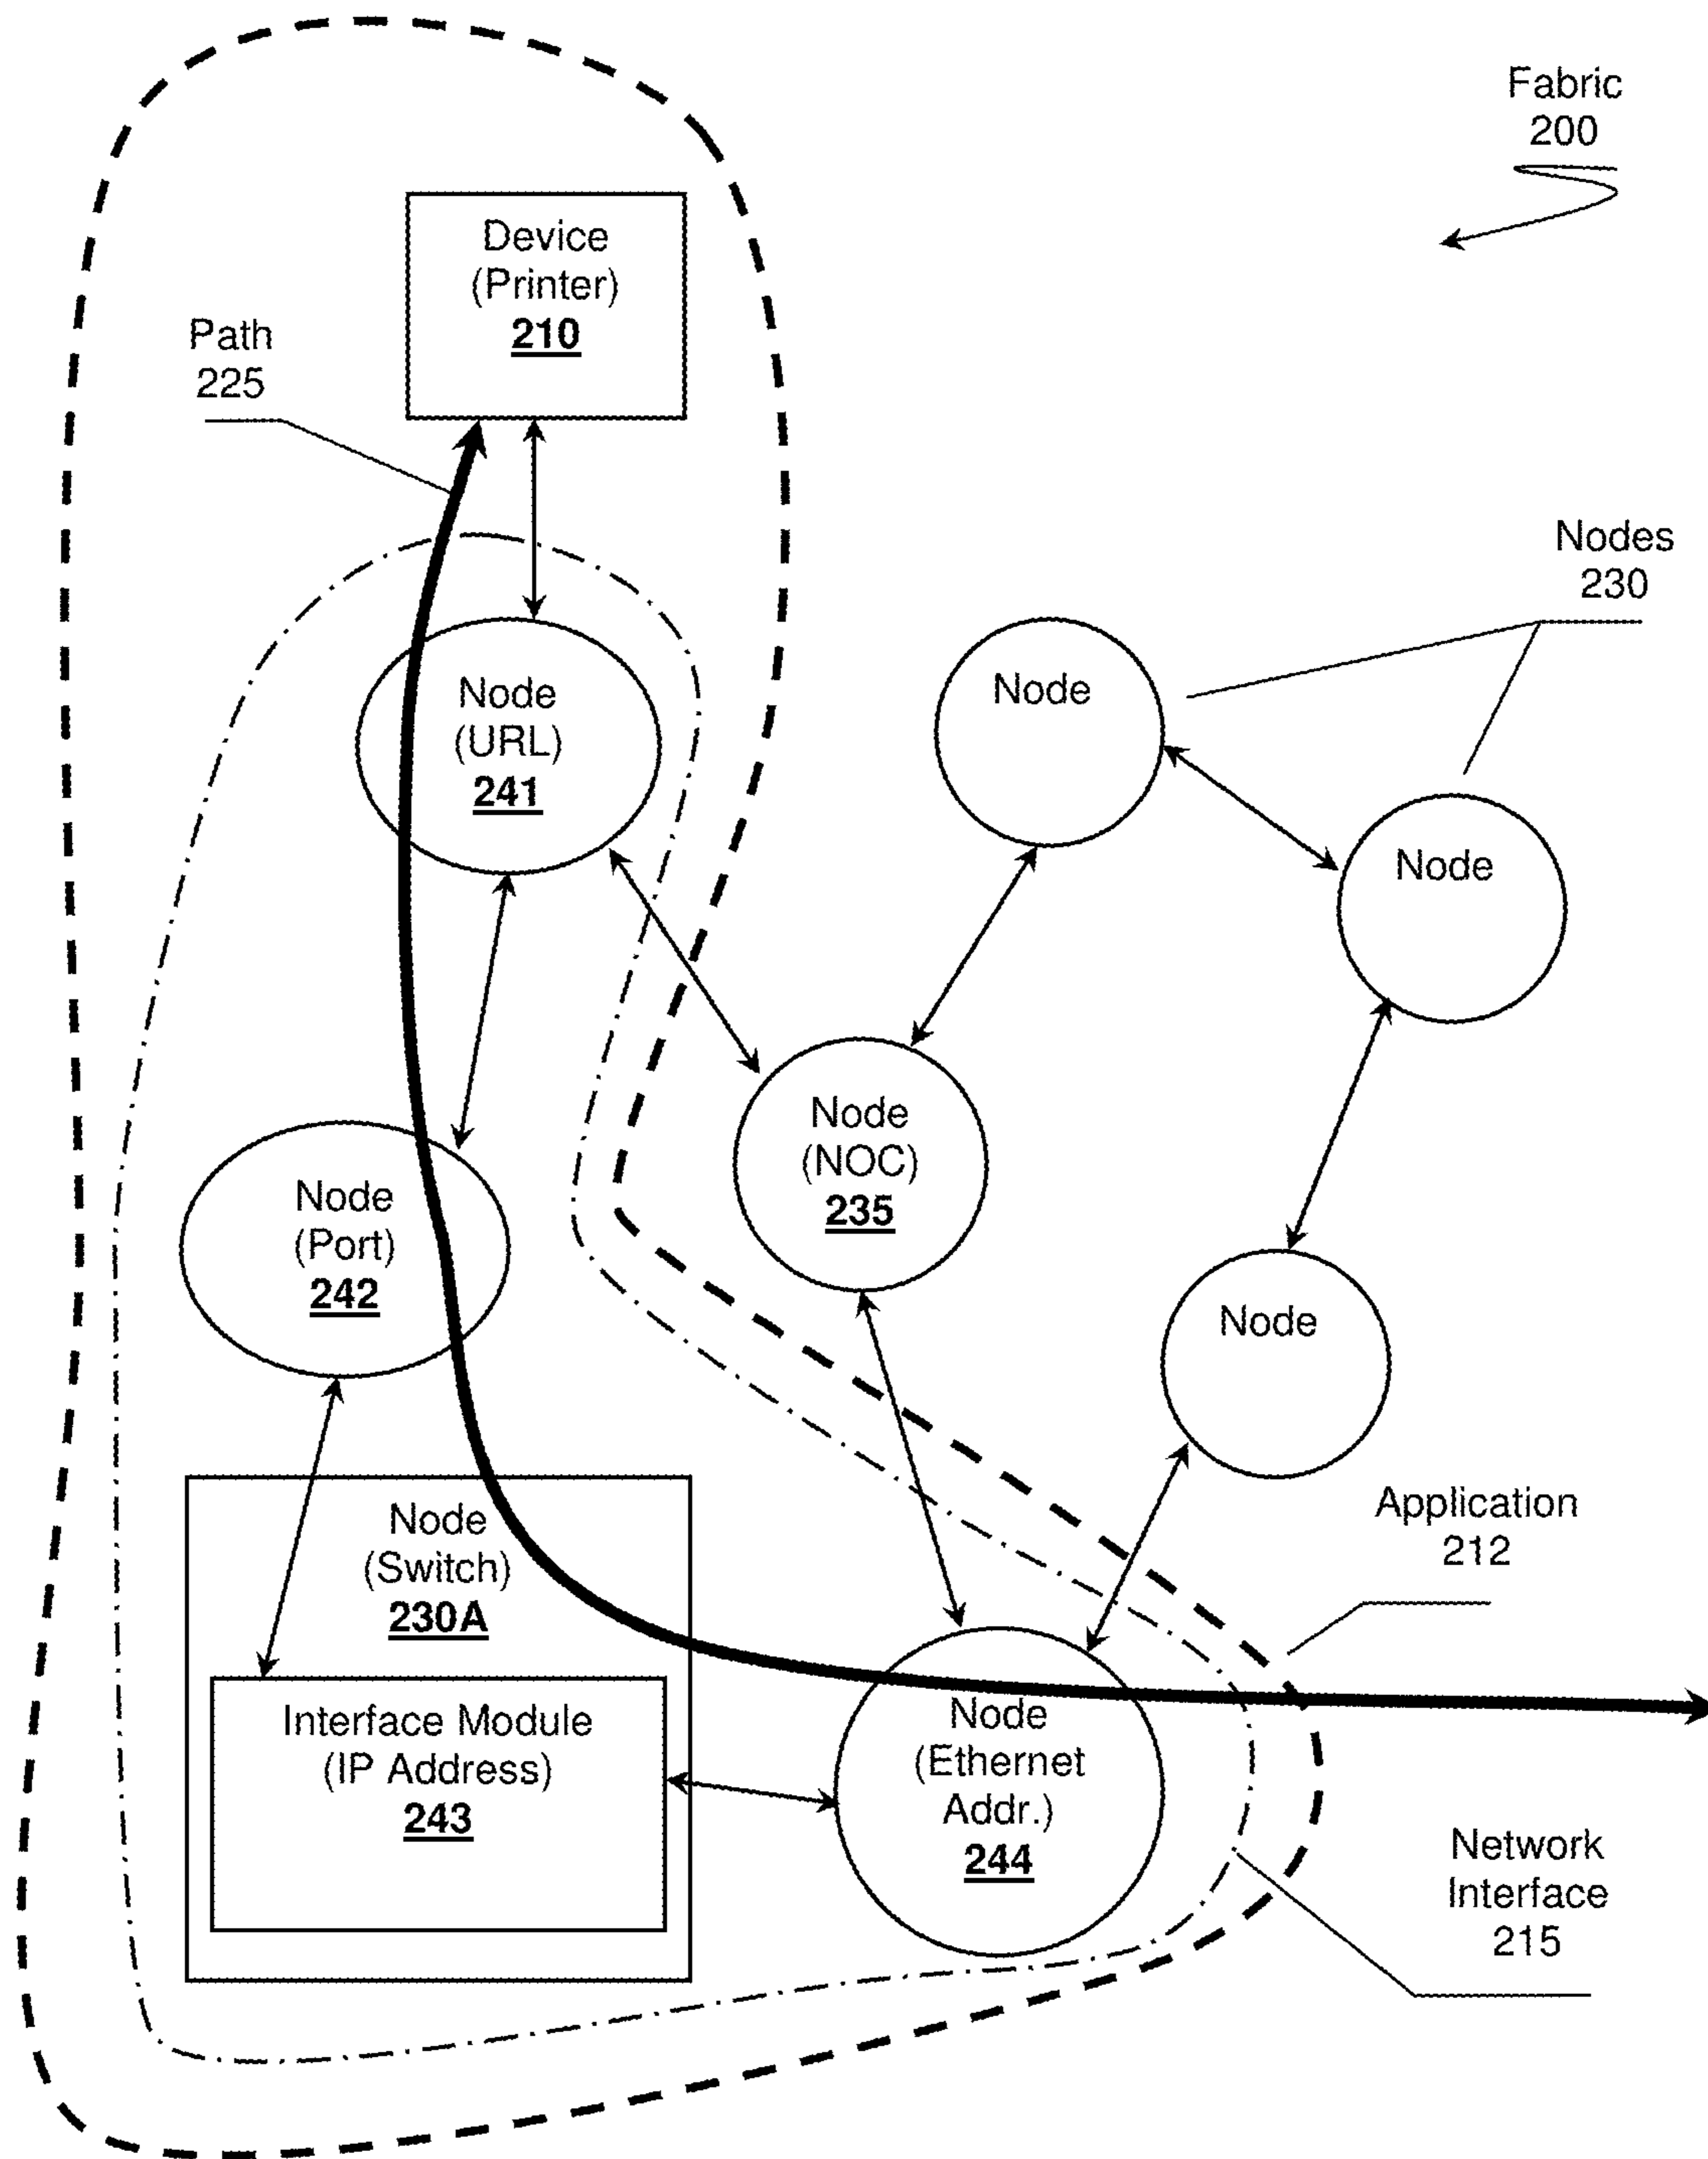 Fabric
200
Device
(Printer)
210
Path
225
Nodes
230
Node
(URL)
241
Node
Node
Node
(NOC)
235
Node
(Port)
242
Node
Application
212
Node
(Switch)
230A
Interface Module
(IP Address)
243
Node
(Ethernet
Addr.)
244
Network
Interface
215